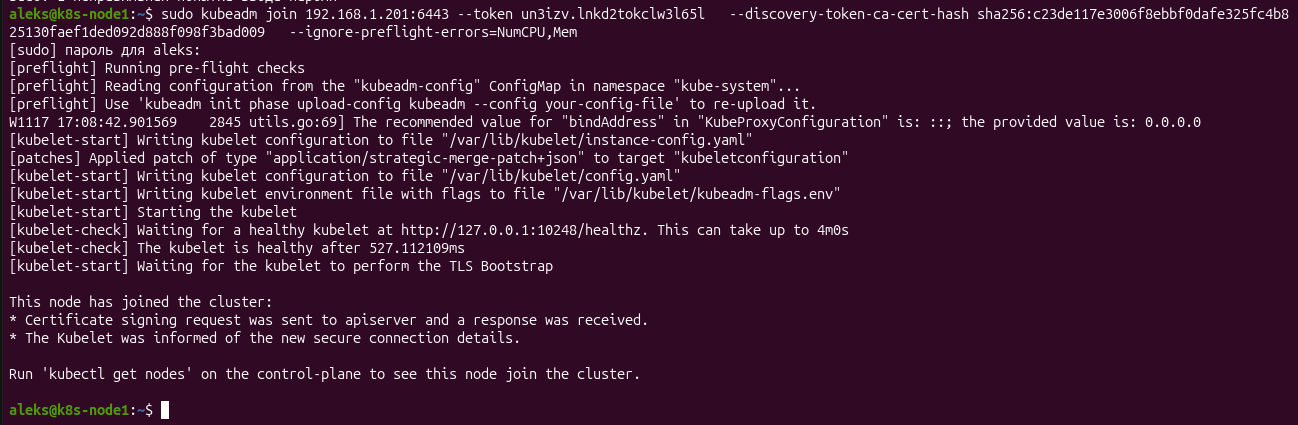 aleks@k8s-node1:~$ sudo kubeadm join 192.168.1.201:6443 --token un3izv.lnkd2tokclw3l65l   --discovery-token-ca-cert-hash sha256:c23de117e3006f8ebbf0dafe325fc4b8
25130faef1ded092d888f098f3bad009   --ignore-preflight-errors=NumCPU,Mem
[sudo] пароль для aleks:
[preflight] Running pre-flight checks
[preflight] Reading configuration from the "kubeadm-config" ConfigMap in namespace "kube-system"...
[preflight] Use 'kubeadm init phase upload-config kubeadm --config your-config-file' to re-upload it.
W1117 17:08:42.901569    2845 utils.go:69] The recommended value for "bindAddress" in "KubeProxyConfiguration" is: ::; the provided value is: 0.0.0.0
[kubelet-start] Writing kubelet configuration to file "/var/lib/kubelet/instance-config.yaml"
[patches] Applied patch of type "application/strategic-merge-patch+json" to target "kubeletconfiguration"
[kubelet-start] Writing kubelet configuration to file "/var/lib/kubelet/config.yaml"
[kubelet-start] Writing kubelet environment file with flags to file "/var/lib/kubelet/kubeadm-flags.env"
[kubelet-start] Starting the kubelet
[kubelet-check] Waiting for a healthy kubelet at http://127.0.0.1:10248/healthz. This can take up to 4m0s
[kubelet-check] The kubelet is healthy after 527.112109ms
[kubelet-start] Waiting for the kubelet to perform the TLS Bootstrap
This node has joined the cluster:
* Certificate signing request was sent to apiserver and a response was received.
* The Kubelet was informed of the new secure connection details.
Run 'kubectl get nodes' on the control-plane to see this node join the cluster.
aleks@k8s-node1:~$